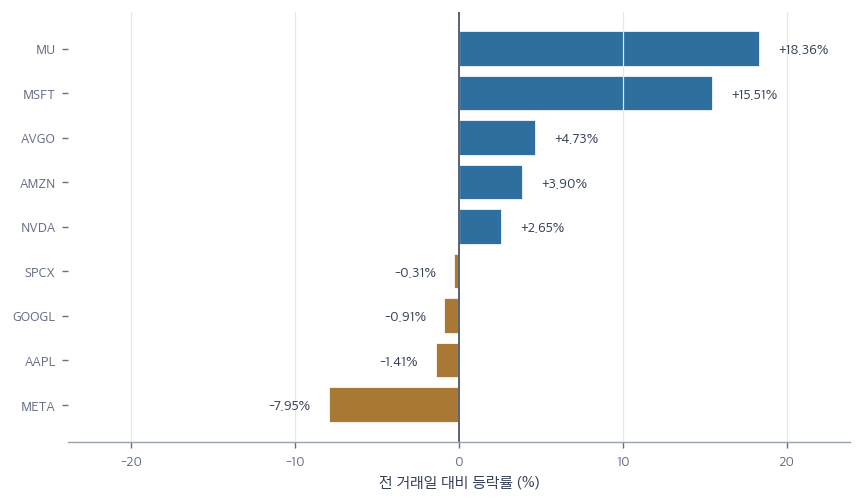 MU +18.36%
MSFT +15.51%
AVGO +4.73%
AMZN +3.90%
NVDA +2.65%
SPCX −0.31%
GOOGL −0.91%
AAPL −1.41%
META −7.95%
−20 −10 0 10 20
전 거래일 대비 등락률 (%)